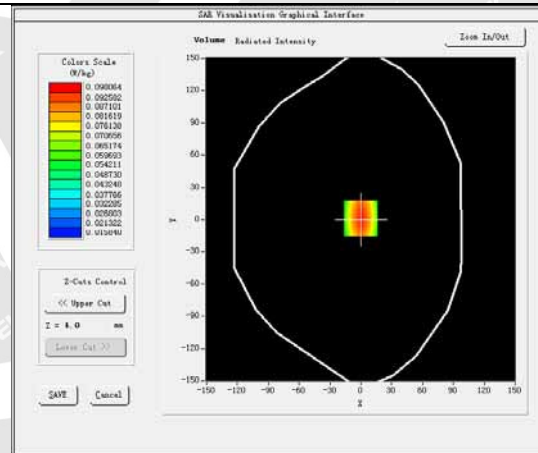 SAR Visualisation Graphical Interface
Volume Radiated Intensity
Zoom In/Out
Colors Scale
(W/kg)
0.098064
0.092582
0.087101
0.081619
0.076138
0.070656
0.065174
0.059693
0.054211
0.048730
0.043248
0.037766
0.032285
0.026803
0.021322
0.015840
Z-Cuts Control
<< Upper Cut
Z = 4.0 mm
Lower Cut >>
SAVE Cancel
150
120
90
60
30
0
-30
-60
-90
-120
-150
Y
-150 -120 -90 -60 -30 0 30 60 90 120 150
X